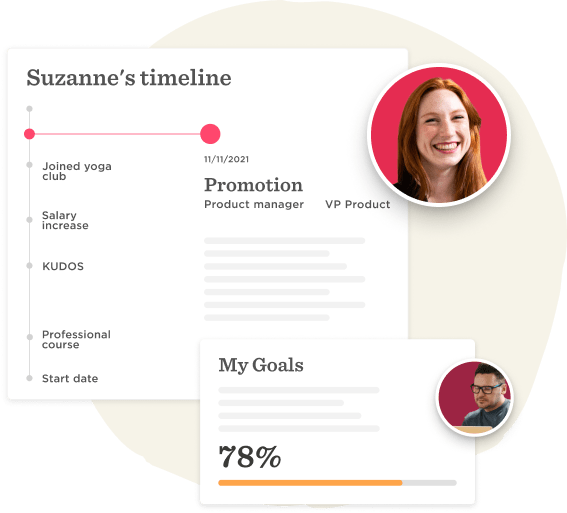 Suzanne's timeline
11/11/2021
Promotion
Product manager VP Product
Joined yoga
club
Salary
increase
KUDOS
Professional
course
Start date
My Goals
78%